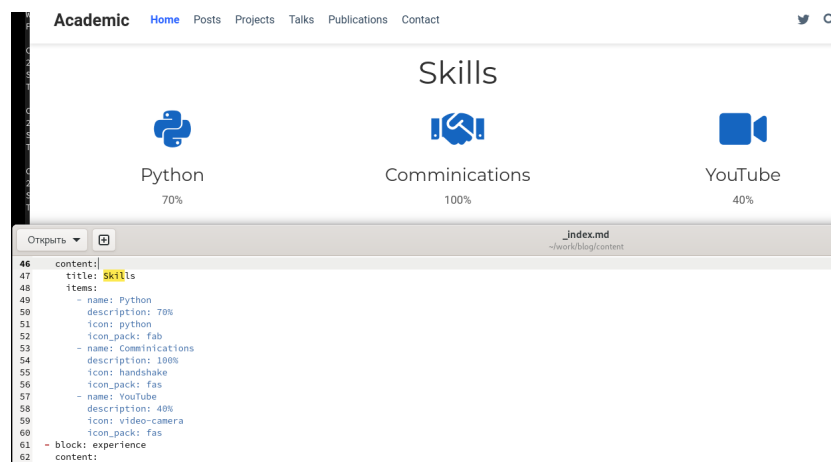 Academic Home Posts Projects Talks Publications Contact
Skills
Python Comminications YouTube
70% 100% 40%
Открыть _index.md
~/work/blog/content
46 content:
47 title: Skills
48 items:
49 - name: Python
50 description: 70%
51 icon: python
52 icon_pack: fab
53 - name: Comminications
54 description: 100%
55 icon: handshake
56 icon_pack: fas
57 - name: YouTube
58 description: 40%
59 icon: video-camera
60 icon_pack: fas
61 - block: experience
62 content: